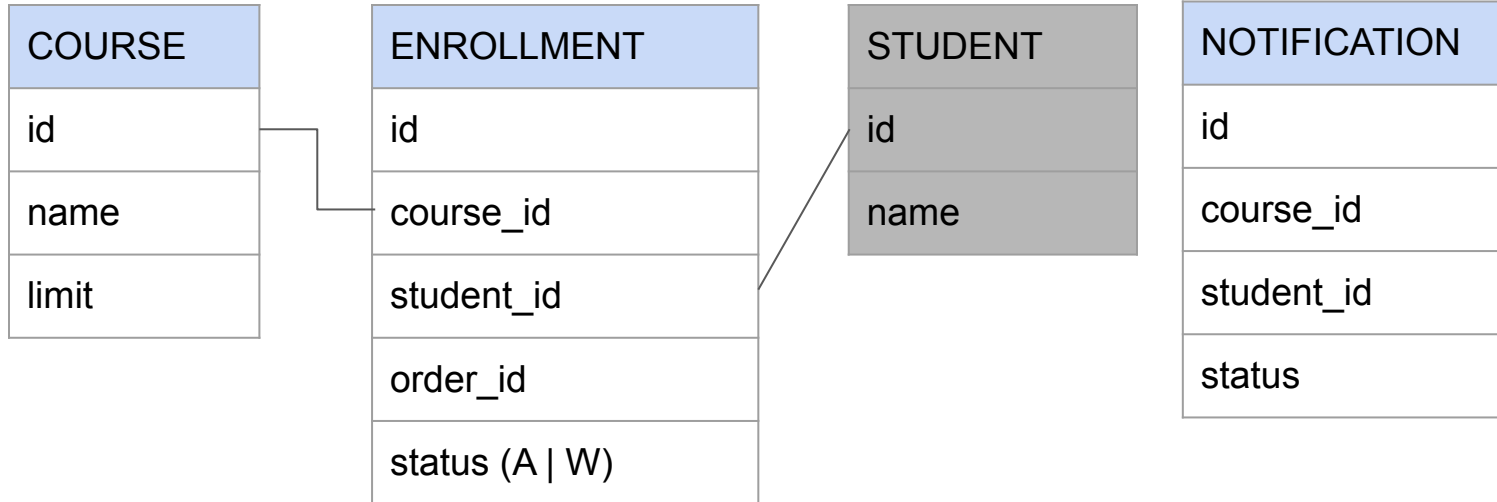 COURSE
id
name
limit
ENROLLMENT
id
course_id
student_id
order_id
status (A | W)
STUDENT
id
name
NOTIFICATION
id
course_id
student_id
status